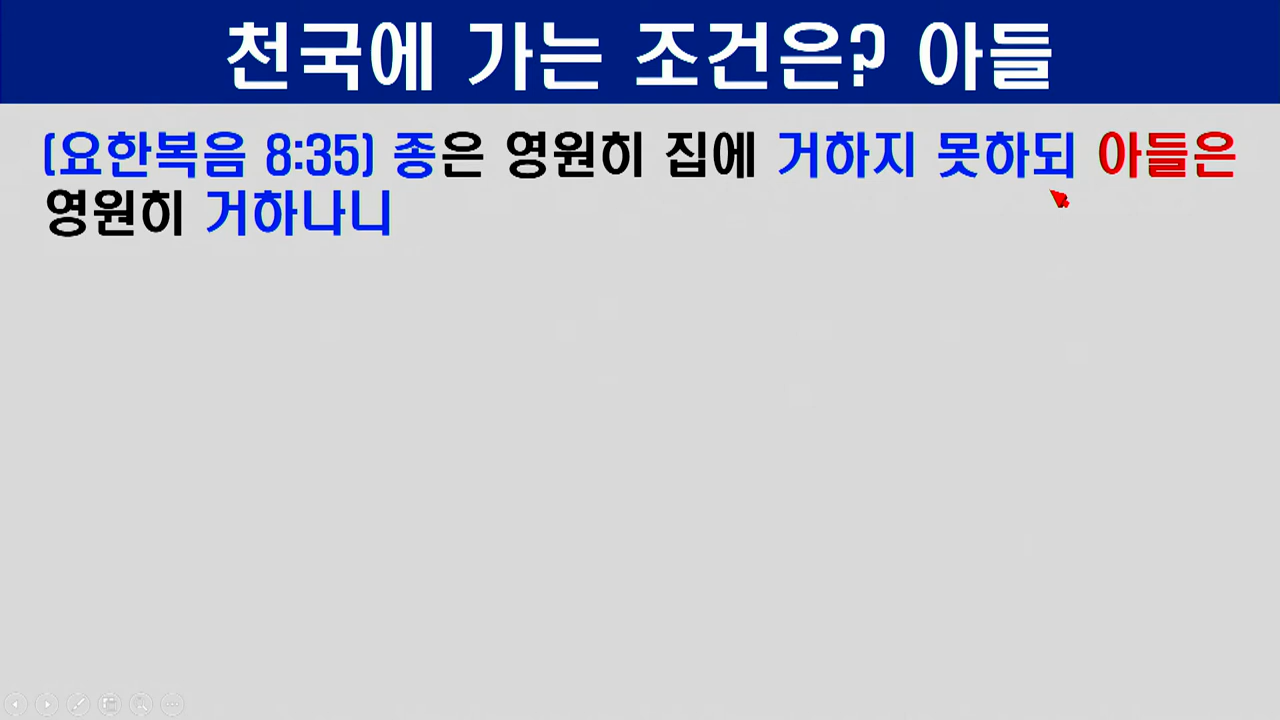 천국에 가는 조건은? 아들
(요한복음 8:35) 종은 영원히 집에 거하지 못하되 아들은
영원히 거하나니